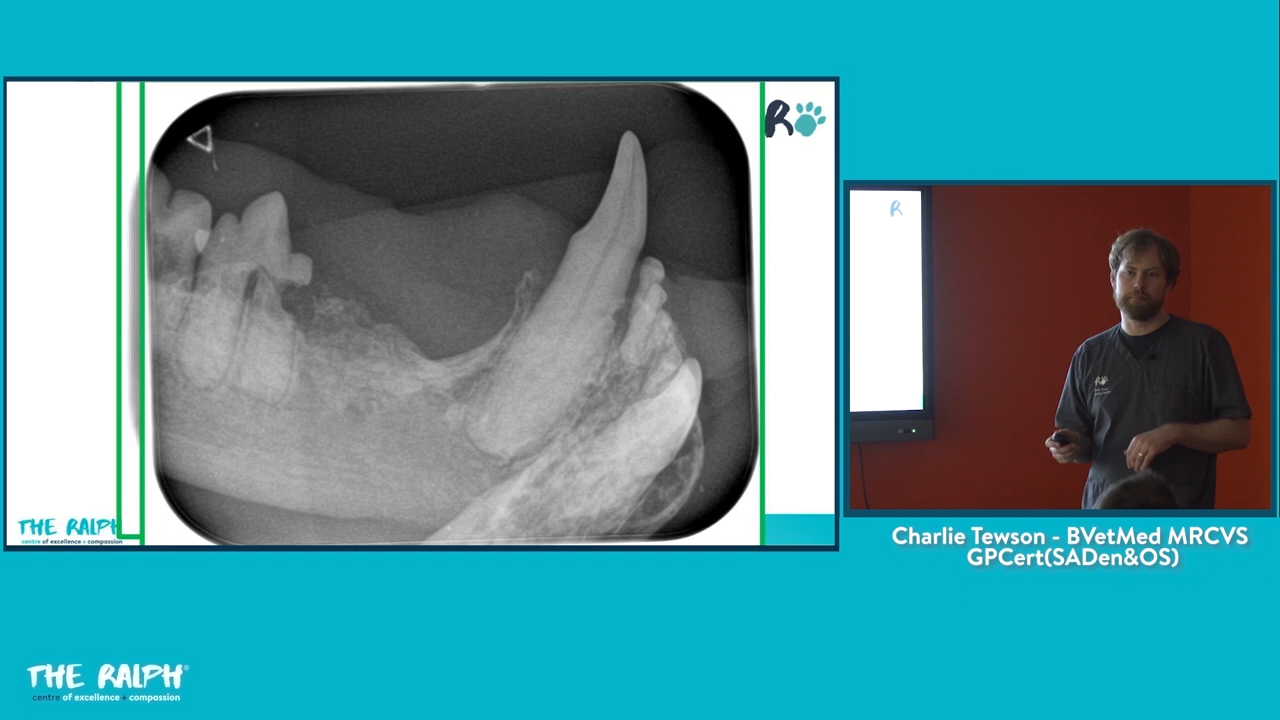 R
THE RALPH
centre of excellence + compassion
R
Charlie Tewson - BVetMed MRCVS
GPCert(SADen&OS)
THE RALPH®
centre of excellence + compassion